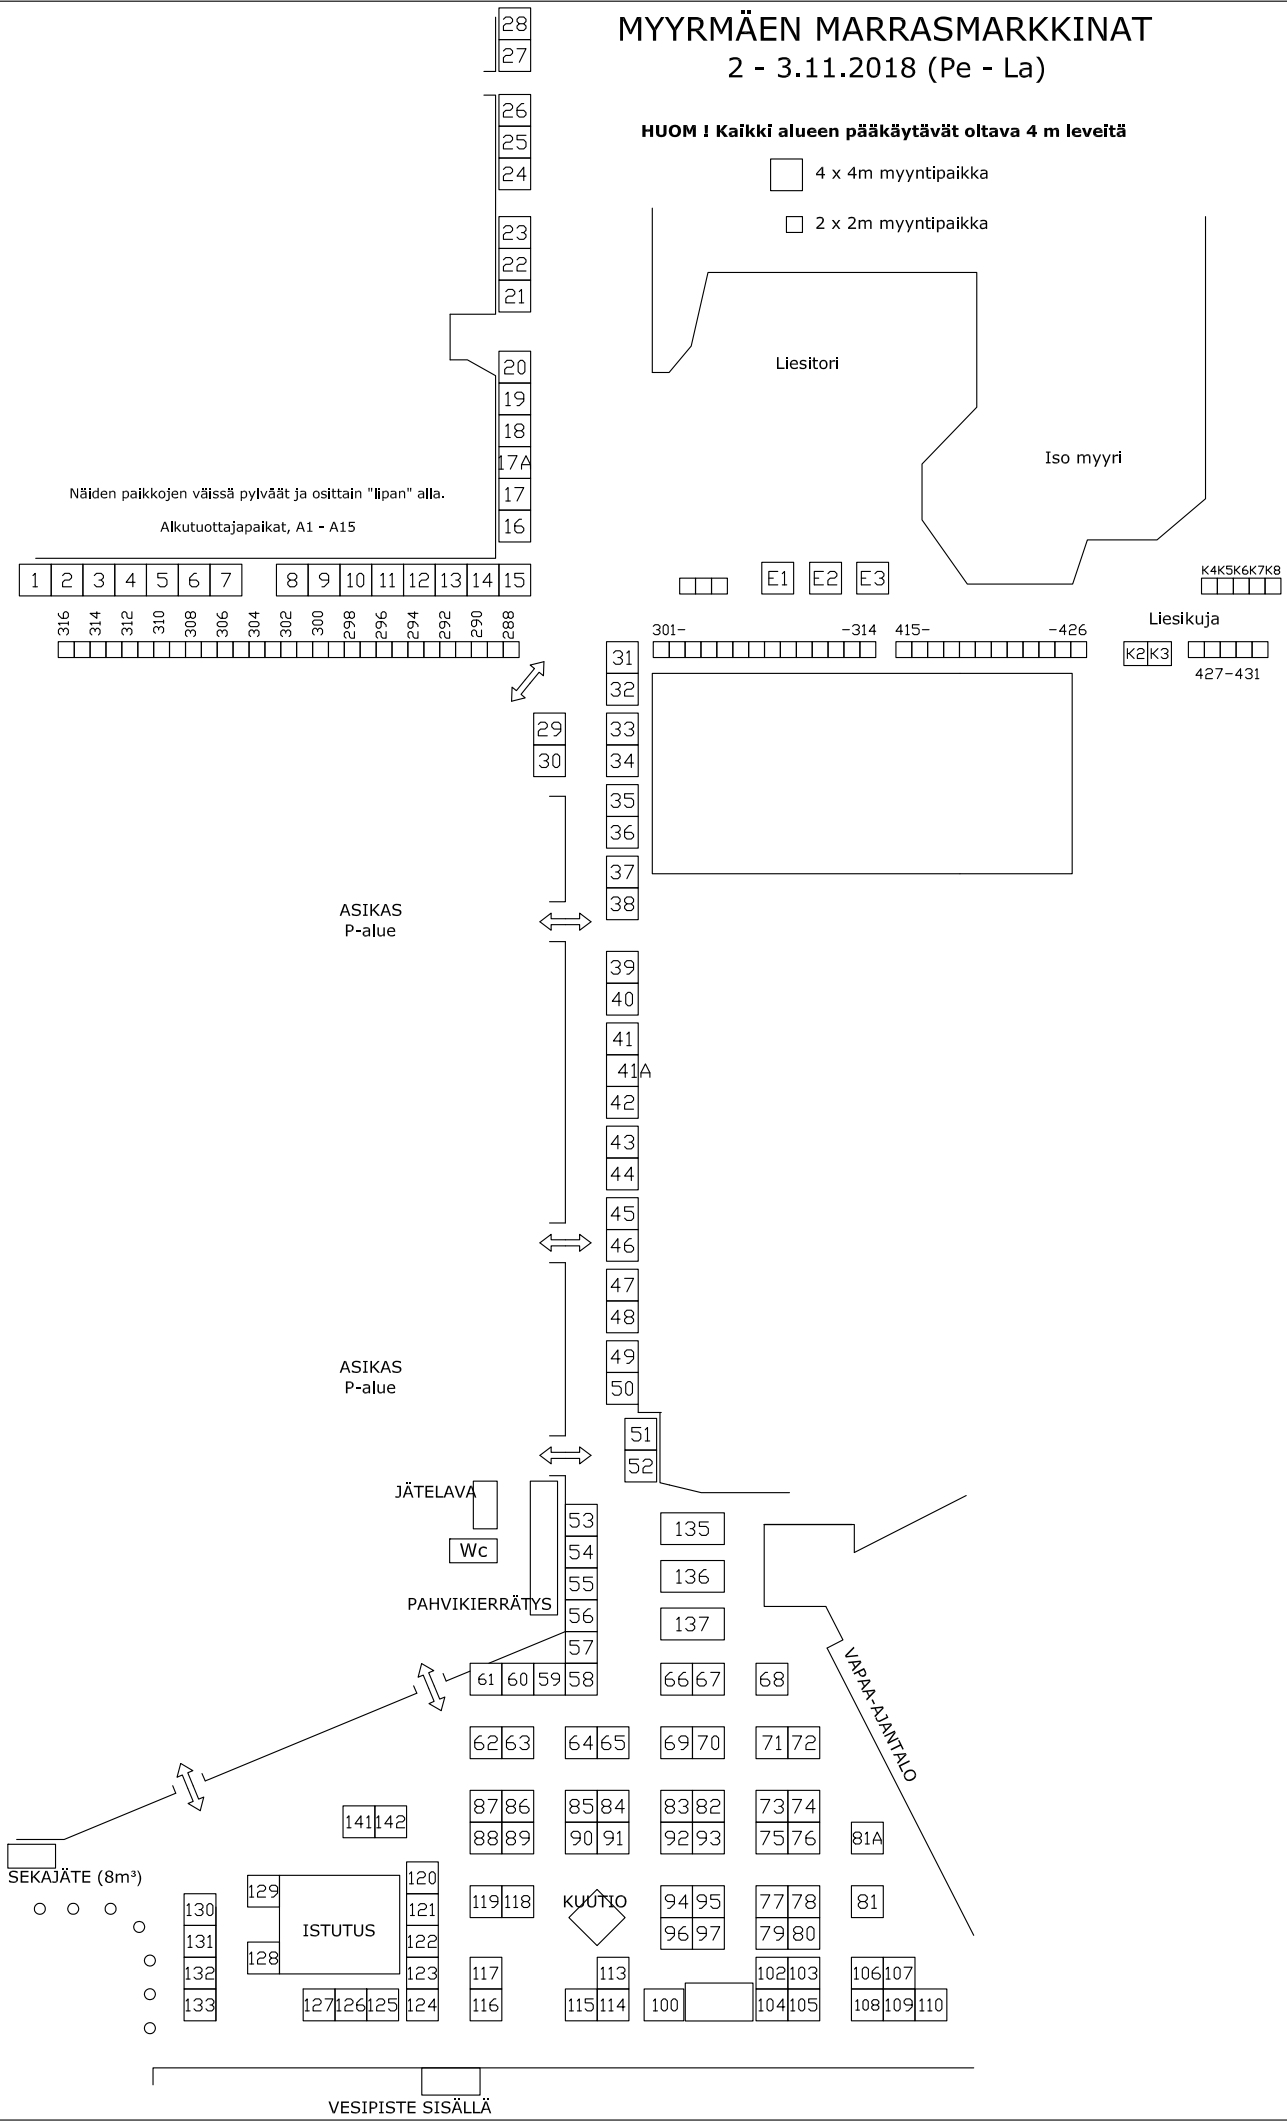 MYYRMÄEN MARRASMARKKINAT
2 - 3.11.2018 (Pe - La)
HUOM ! Kaikki alueen pääkäytävät oltava 4 m leveitä
4 x 4m myyntipaikka
2 x 2m myyntipaikka
28
27
26
25
24
23
22
21
20
19
18
17A
17
16
Liesitori
Iso myyri
Näiden paikkojen väissä pylväät ja osittain "lipan" alla.
Alkutuottajapaikat, A1 - A15
1 2 3 4 5 6 7 8 9 10 11 12 13 14 15
E1 E2 E3
K4K5K6K7K8
316 314 312 310 308 306 304 302 300 298 296 294 292 290 288
301- -314 415- -426
Liesikuja
K2 K3
427-431
31
32
29
30
33
34
35
36
37
38
ASIKAS
P-alue
39
40
41
41A
42
43
44
45
46
47
48
49
50
ASIKAS
P-alue
51
52
JÄTELAVA
Wc
PAHVIKIERRÄTYS
53
54
55
56
57
135
136
137
61 60 59 58 66 67 68
VAPAA-AJANTALO
62 63 64 65 69 70 71 72
87 86 85 84 83 82 73 74
141 142
88 89 90 91 92 93 75 76 81A
SEKAJÄTE (8m³)
129
120
130
121
119 118
KUUTIO
94 95 77 78 81
131
ISTUTUS
122
96 97 79 80
128
132
123
117
113
102 103 106 107
133
127 126 125 124 116 115 114 100 104 105 108 109 110
VESIPISTE SISÄLLÄ